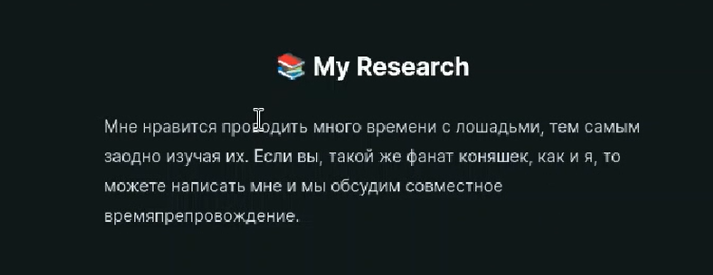 📚 My Research
Мне нравится проводить много времени с лошадьми, тем самым
заодно изучая их. Если вы, такой же фанат коняшек, как и я, то
можете написать мне и мы обсудим совместное
времяпрепровождение.